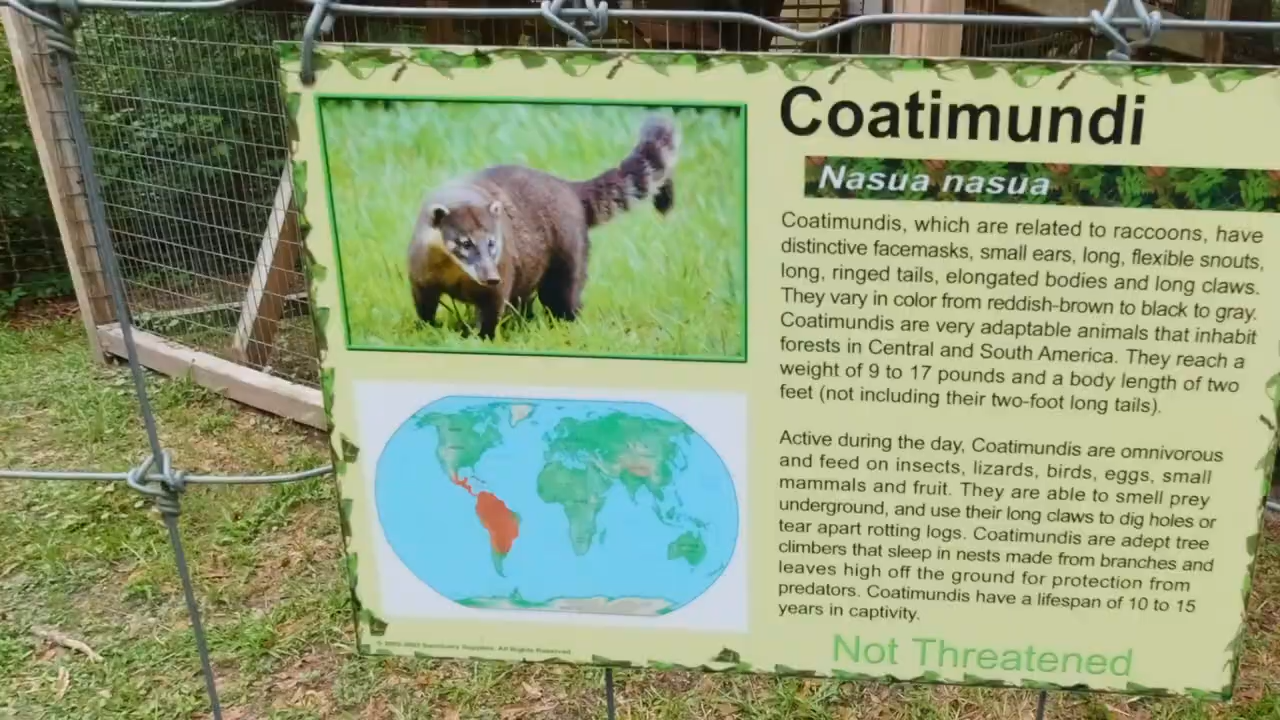 Coatimundi
Nasua nasua
Coatimundis, which are related to raccoons, have
distinctive facemasks, small ears, long, flexible snouts,
long, ringed tails, elongated bodies and long claws.
They vary in color from reddish-brown to black to gray.
Coatimundis are very adaptable animals that inhabit
forests in Central and South America. They reach a
weight of 9 to 17 pounds and a body length of two
feet (not including their two-foot long tails).
Active during the day, Coatimundis are omnivorous
and feed on insects, lizards, birds, eggs, small
mammals and fruit. They are able to smell prey
underground, and use their long claws to dig holes or
tear apart rotting logs. Coatimundis are adept tree
climbers that sleep in nests made from branches and
leaves high off the ground for protection from
predators. Coatimundis have a lifespan of 10 to 15
years in captivity.
Not Threatened
All Rights Reserved